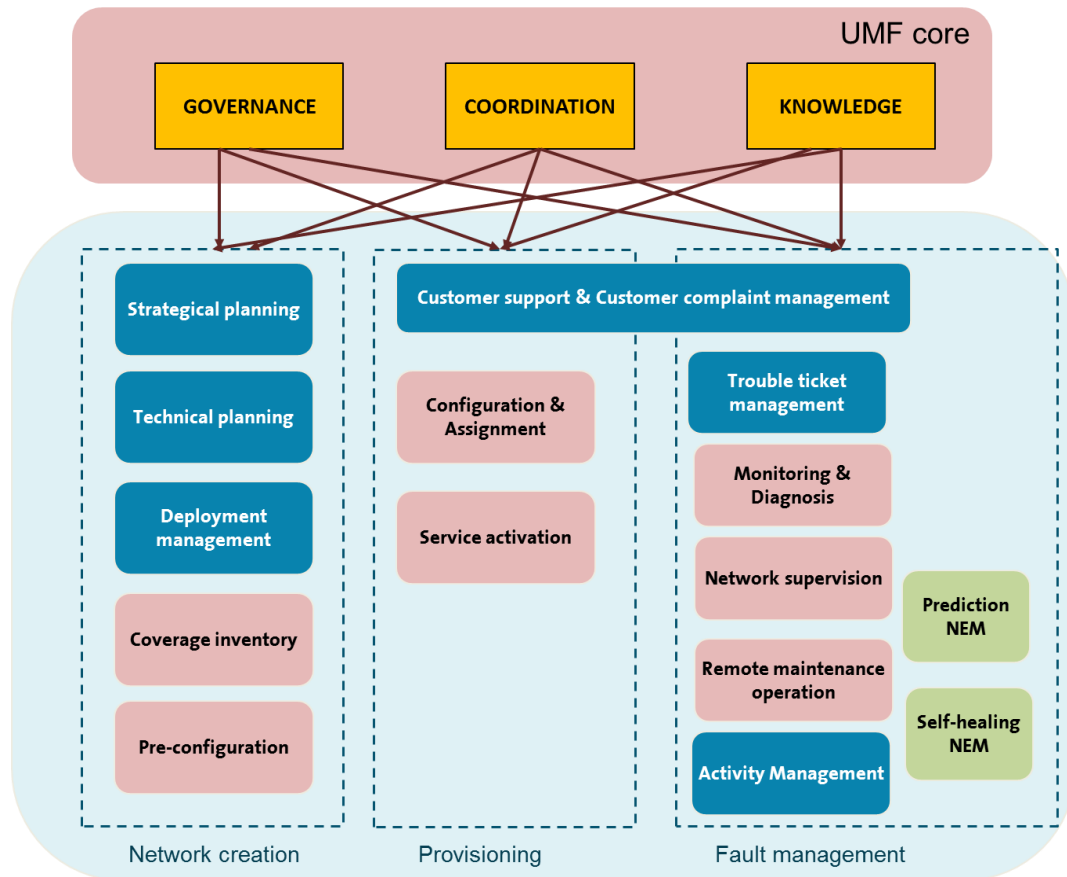 UMF core
GOVERNANCE
COORDINATION
KNOWLEDGE
Strategical planning
Technical planning
Deployment
management
Coverage inventory
Pre-configuration
Customer support & Customer complaint management
Configuration &
Assignment
Service activation
Trouble ticket
management
Monitoring &
Diagnosis
Network supervision
Remote maintenance
operation
Activity Management
Prediction
NEM
Self-healing
NEM
Network creation
Provisioning
Fault management